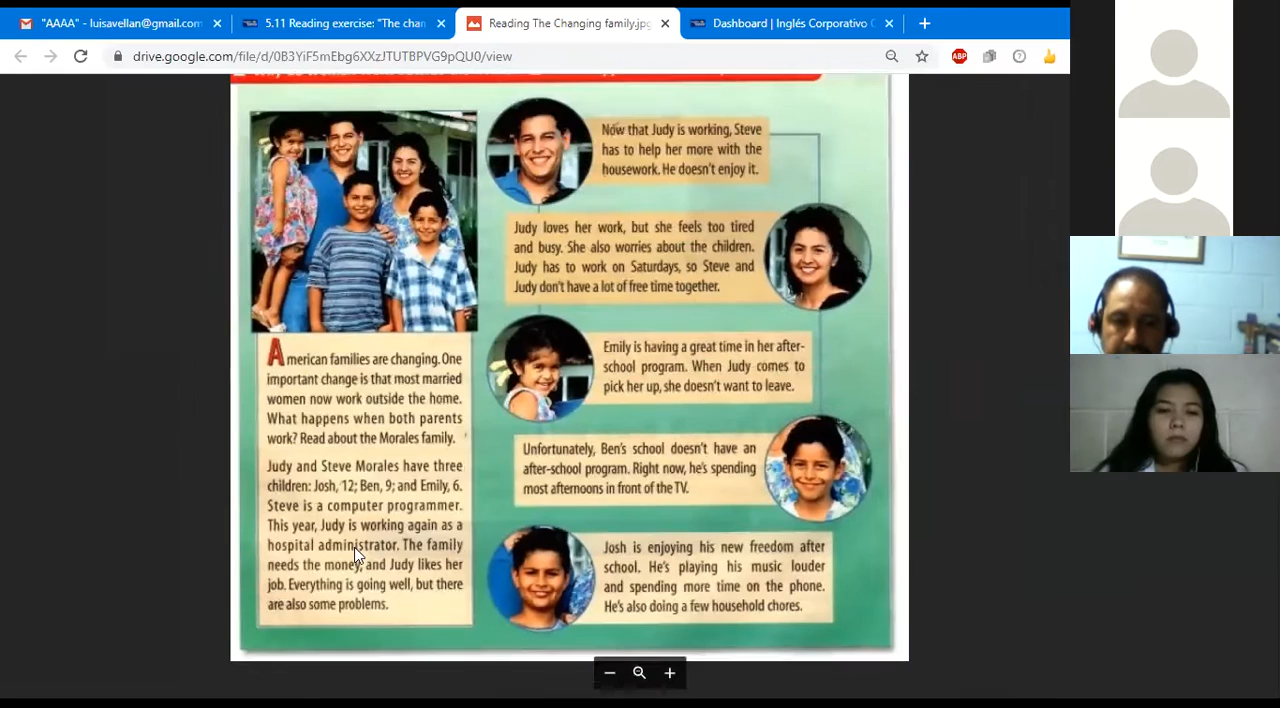 "AAAA" - luisavellan@gmail.com
5.11 Reading exercise: "The chan
Reading The Changing family.jpg
Dashboard | Inglés Corporativo
drive.google.com/file/d/0B3YiF5mEbg6XXzJTUTBPVG9pQU0/view
ABP
Now that Judy is working, Steve
has to help her more with the
housework. He doesn't enjoy it.
Judy loves her work, but she feels too tired
and busy. She also worries about the children.
Judy has to work on Saturdays, so Steve and
Judy don't have a lot of free time together.
Emily is having a great time in her after-
school program. When Judy comes to
pick her up, she doesn't want to leave.
Unfortunately, Ben's school doesn't have an
after-school program. Right now, he's spending
most afternoons in front of the TV.
Josh is enjoying his new freedom after
school. He's playing his music louder
and spending more time on the phone.
He's also doing a few household chores.
American families are changing. One
important change is that most married
women now work outside the home.
What happens when both parents
work? Read about the Morales family.
Judy and Steve Morales have three
children: Josh, 12; Ben, 9; and Emily, 6.
Steve is a computer programmer.
This year, Judy is working again as a
hospital administrator. The family
needs the money, and Judy likes her
job. Everything is going well, but there
are also some problems.